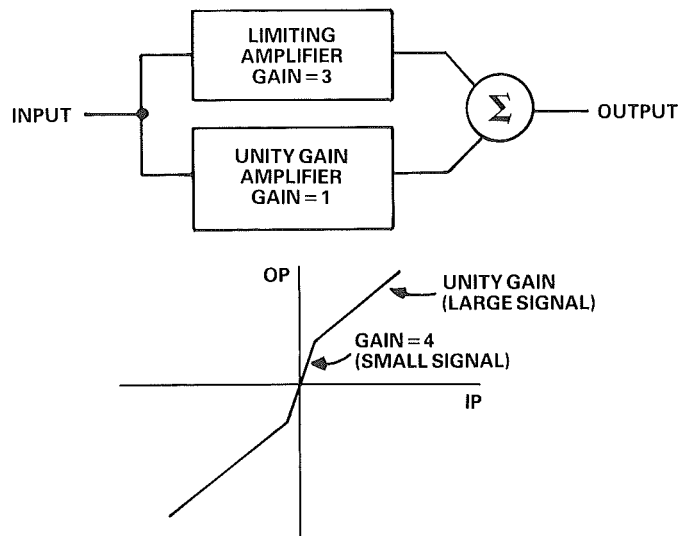 LIMITING
AMPLIFIER
GAIN = 3
INPUT
Σ
OUTPUT
UNITY GAIN
AMPLIFIER
GAIN = 1
OP
UNITY GAIN
(LARGE SIGNAL)
GAIN = 4
(SMALL SIGNAL)
IP